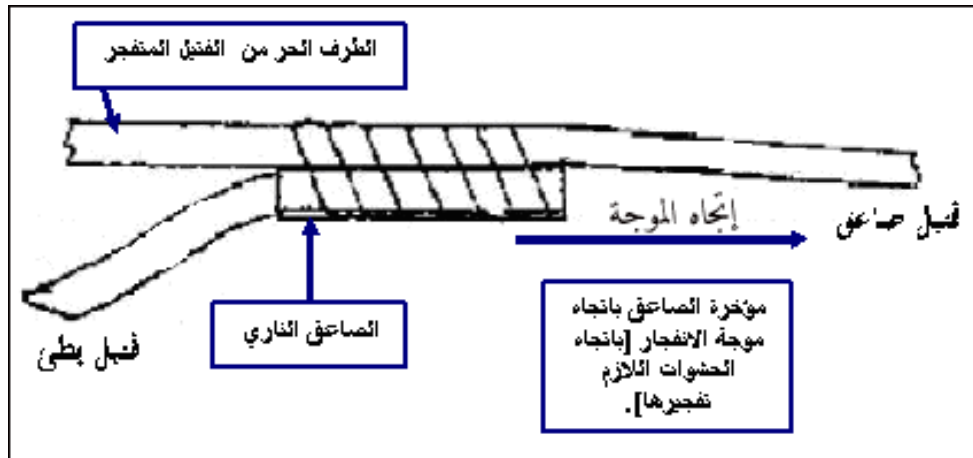 الطرف الحر من الفتيل المتفجر
إتجاه الموجة
فتيل صاعق
الصاعق الناري
فتيل بطئ
مؤخرة الصاعق باتجاه
موجة الانفجار [باتجاه
الحشوات اللازم
تفجيرها].